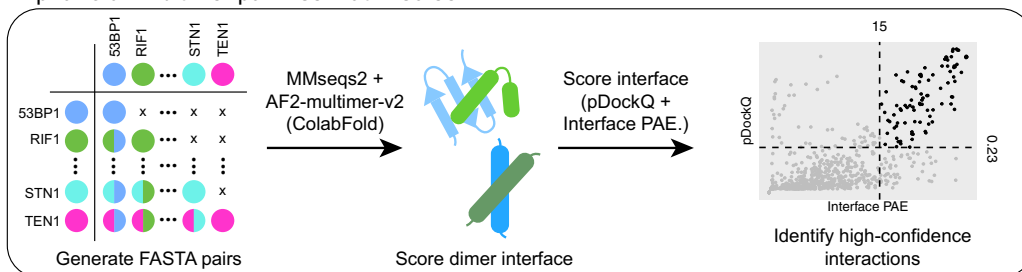 53BP1
RIF1
STN1
TEN1
53BP1
x
x
x
RIF1
x
x
STN1
x
TEN1
Generate FASTA pairs
MMseqs2 +
AF2-multimer-v2
(ColabFold)
Score dimer interface
Score interface
(pDockQ +
Interface PAE.)
15
pDockQ
0.23
Interface PAE
Identify high-confidence
interactions